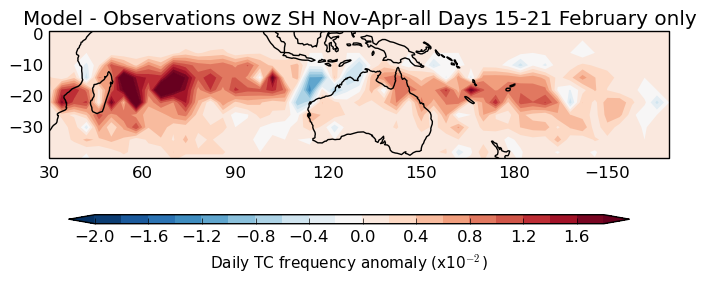 Model - Observations owz SH Nov-Apr-all Days 15-21 February only
0
−10
−20
−30
30 60 90 120 150 180 −150
−2.0 −1.6 −1.2 −0.8 −0.4 0.0 0.4 0.8 1.2 1.6
Daily TC frequency anomaly (x10⁻²)